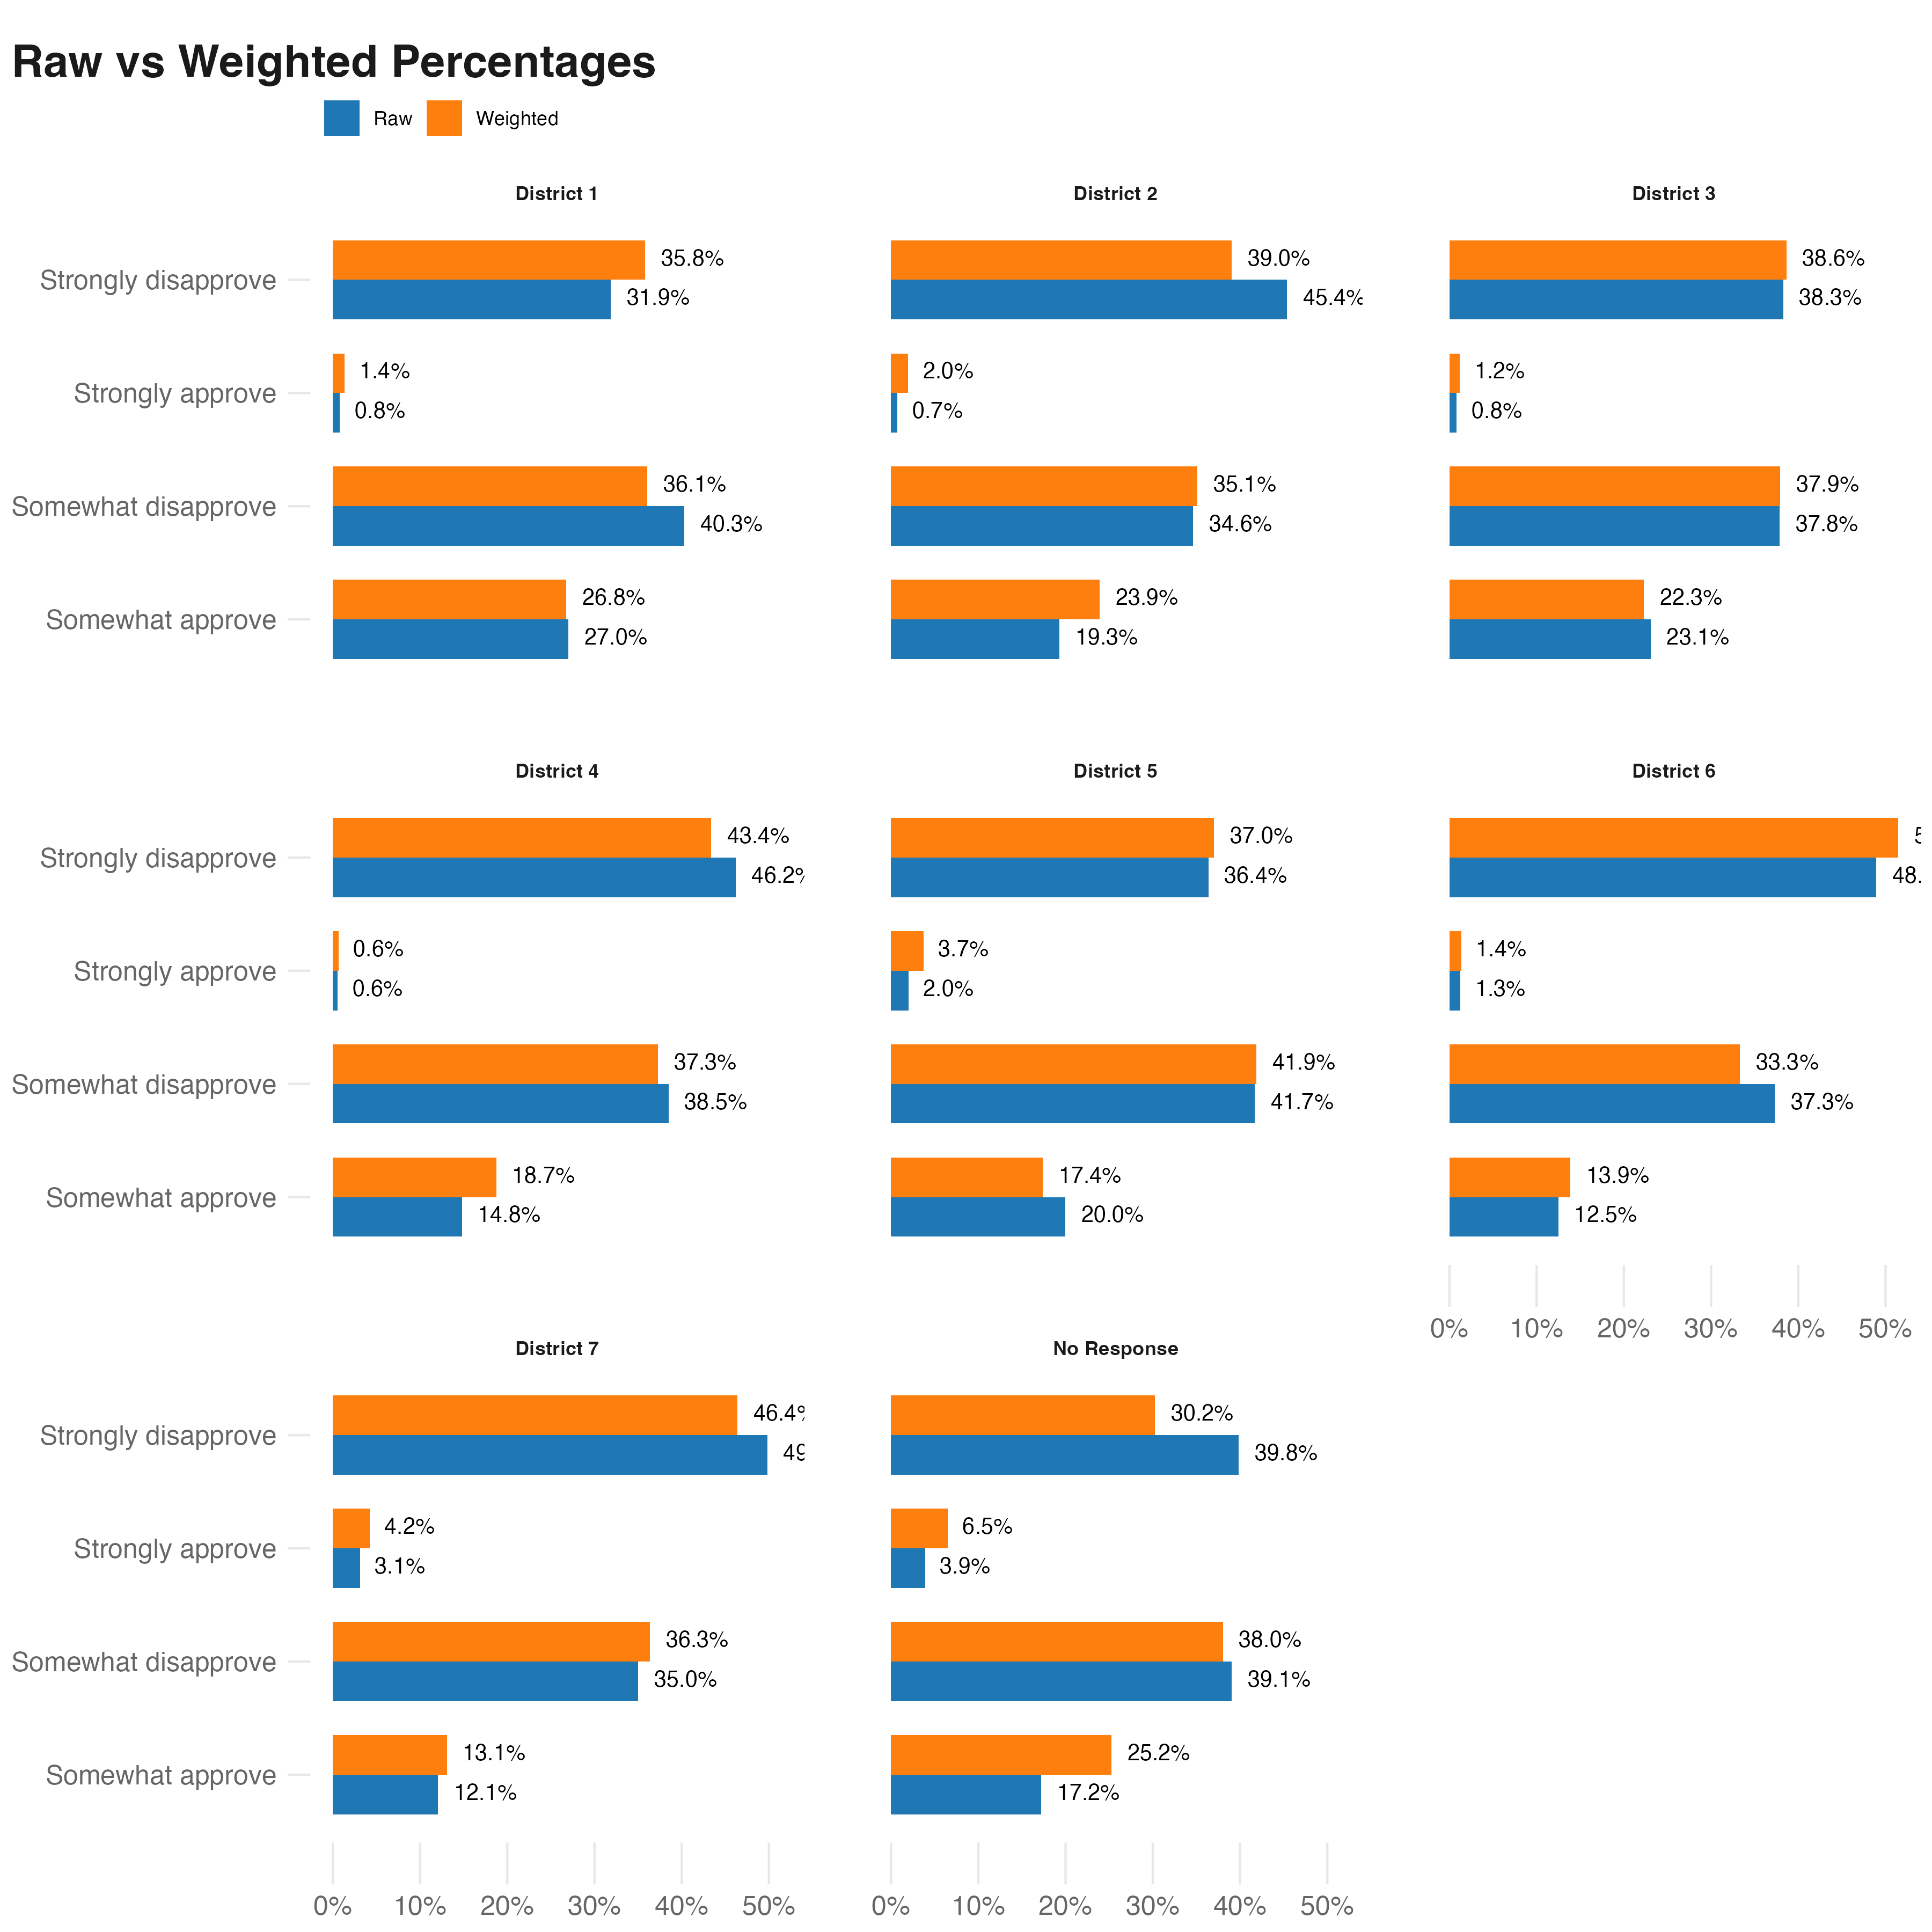 Raw vs Weighted Percentages
Raw Weighted
District 1 District 2 District 3
Strongly disapprove 35.8% 39.0% 38.6%
31.9% 45.4% 38.3%
Strongly approve 1.4% 2.0% 1.2%
0.8% 0.7% 0.8%
Somewhat disapprove 36.1% 35.1% 37.9%
40.3% 34.6% 37.8%
Somewhat approve 26.8% 23.9% 22.3%
27.0% 19.3% 23.1%
District 4 District 5 District 6
Strongly disapprove 43.4% 37.0%
46.2% 36.4% 48.
Strongly approve 0.6% 3.7% 1.4%
0.6% 2.0% 1.3%
Somewhat disapprove 37.3% 41.9% 33.3%
38.5% 41.7% 37.3%
Somewhat approve 18.7% 17.4% 13.9%
14.8% 20.0% 12.5%
0% 10% 20% 30% 40% 50%
District 7 No Response
Strongly disapprove 46.4% 30.2%
39.8%
Strongly approve 4.2% 6.5%
3.1% 3.9%
Somewhat disapprove 36.3% 38.0%
35.0% 39.1%
Somewhat approve 13.1% 25.2%
12.1% 17.2%
0% 10% 20% 30% 40% 50% 0% 10% 20% 30% 40% 50%